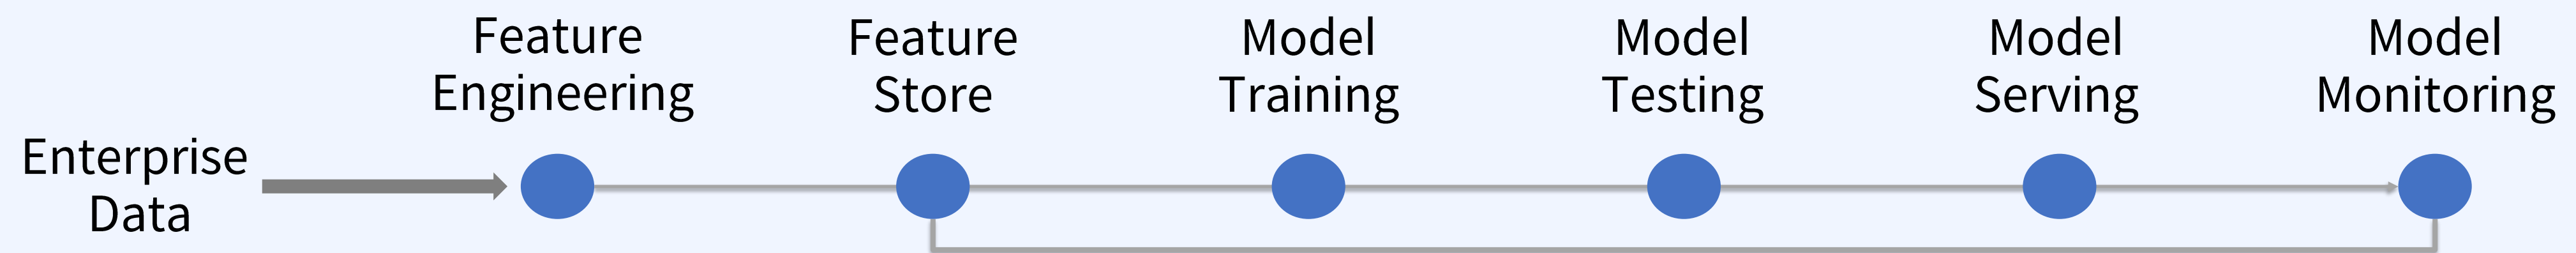 Enterprise
Data
Feature
Engineering
Feature
Store
Model
Training
Model
Testing
Model
Serving
Model
Monitoring